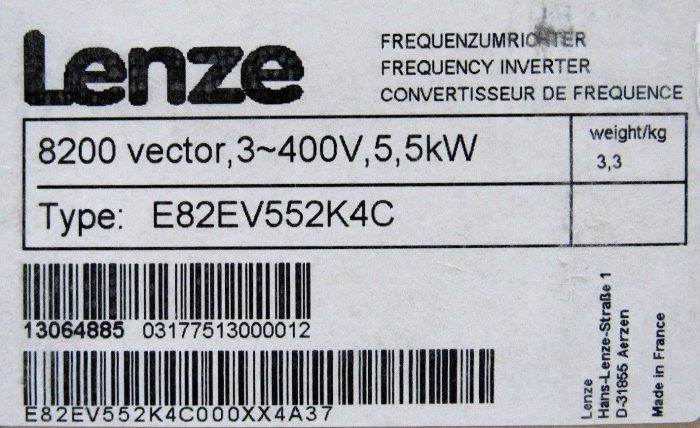 Lenze
FREQUENZUMRICHTER
FREQUENCY INVERTER
CONVERTISSEUR DE FREQUENCE
8200 vector,3~400V,5,5kW
weight/kg
3,3
Type: E82EV552K4C
13064885 03177513000012
E82EV552K4C000XX4A37
Lenze
Hans-Lenze-Straße 1
D-31855 Aerzen
Made in France